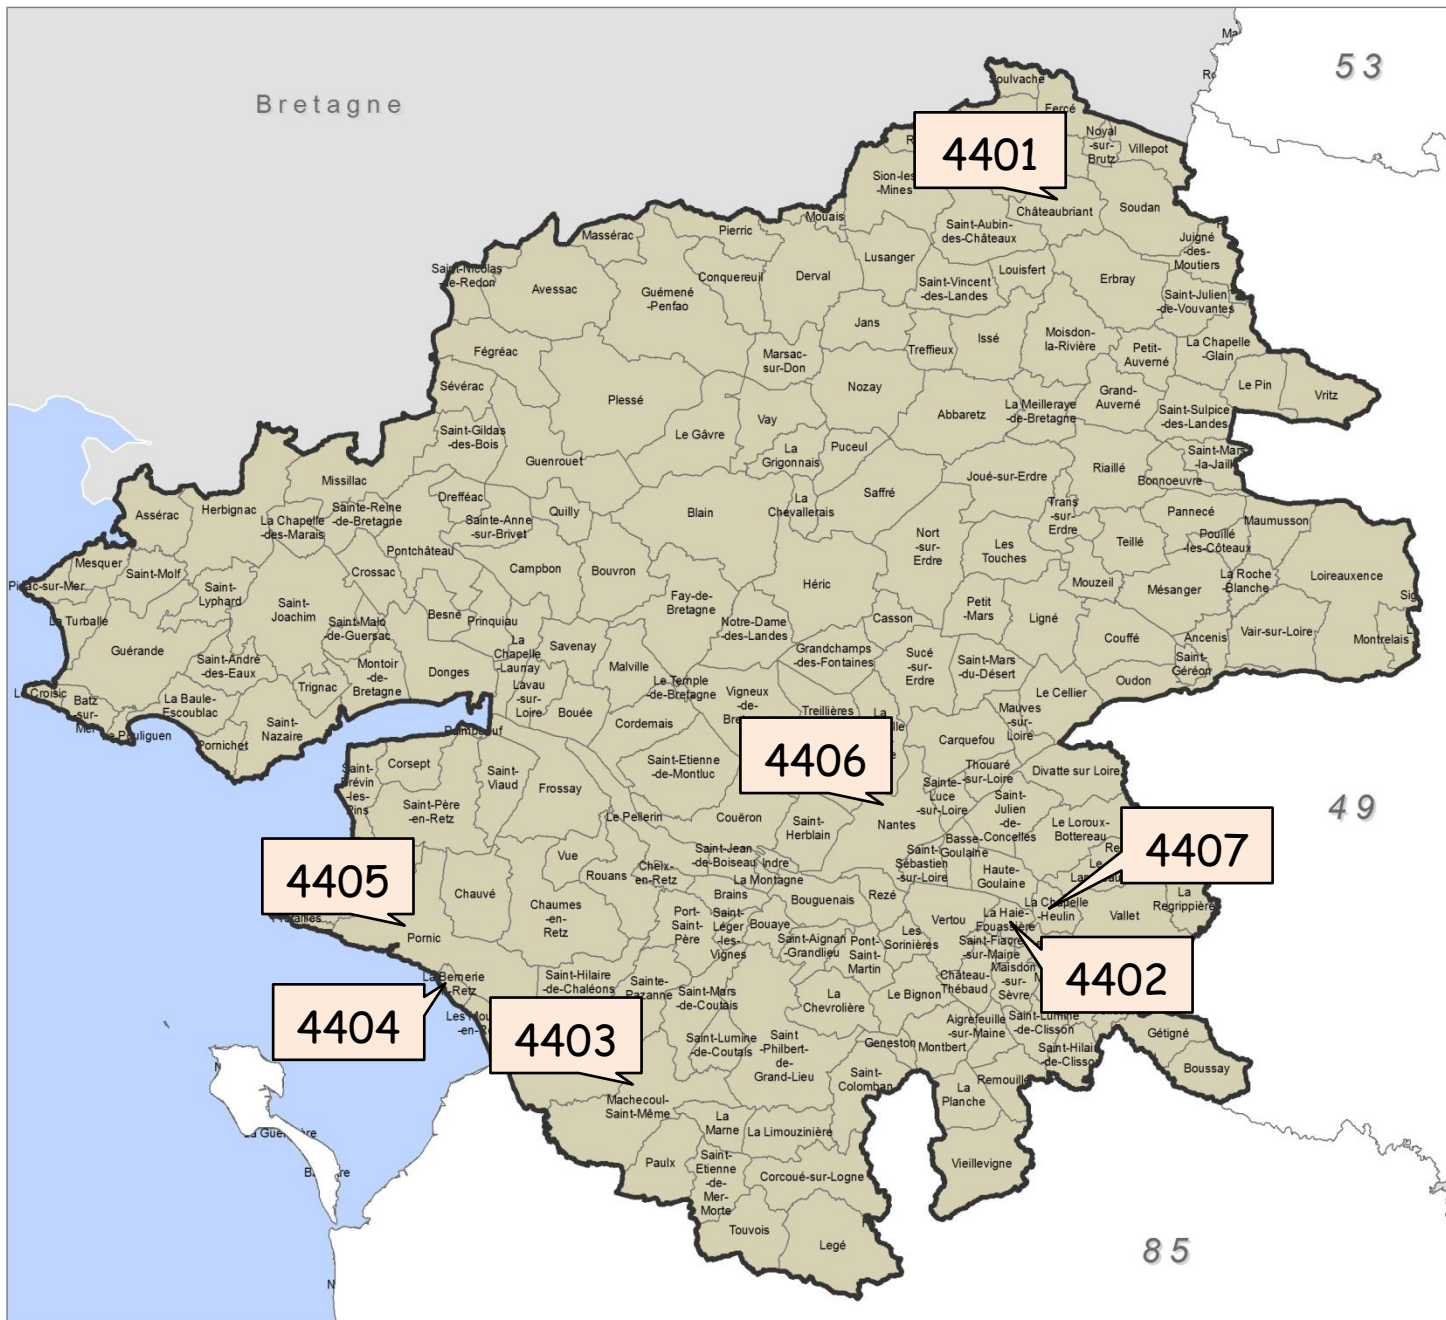 Bretagne
53
49
85
4401
4406
4407
4405
4402
4404
4403
Soulvache
Fercé
Noyal
-sur-
Brutz
Villepot
Sion-les
-Mines
Châteaubriant
Soudan
Saint-Aubin-
des-Châteaux
Juigné
-des-
Moutiers
Mouais
Pierric
Massérac
Saint-Nicolas
-de-Redon
Avessac
Guémené
-Penfao
Conquereuil
Derval
Lusanger
Saint-Vincent
-des-Landes
Louisfert
Erbray
Saint-Julien
-de-Vouvantes
Fégréac
Jans
Treffieux
Issé
Moisdon-
la-Rivière
Petit-
Auverné
La Chapelle
-Glain
Marsac-
sur-Don
Sévérac
Plessé
Nozay
Le Pin
Vritz
Grand-
Auverné
Abbaretz
La Meilleraye
-de-Bretagne
Saint-Sulpice
-des-Landes
Saint-Gildas
-des-Bois
Le Gâvre
Vay
La
Grigonnais
Puceul
Guenrouet
Missillac
Saffré
Joué-sur-Erdre
Riaillé
Saint-Mars
-la-Jaill
Bonnoeuvre
Assérac
Herbignac
La Chapelle
-des-Marais
Sainte-Reine
-de-Bretagne
Drefféac
Sainte-Anne
-sur-Brivet
Quilly
Blain
La
Chevallerais
Trans
-sur-
Erdre
Pannecé
Maumusson
Pouillé
-les-Côteaux
Teillé
Mesquer
Saint-Molf
Piriac-sur-Mer
Saint-
Lyphard
Crossac
Pontchâteau
Campbon
Bouvron
Héric
Nort
-sur-
Erdre
Les
Touches
Mouzeil
Mésanger
La Roche
-Blanche
Loireauxence
La Turballe
Guérande
Saint-
Joachim
Saint-Malo
-de-Guersac
Besné
Prinquiau
Fay-de-
Bretagne
Notre-Dame
-des-Landes
Casson
Petit
-Mars
Ligné
Couffé
Ancenis
Vair-sur-Loire
Montrelais
Saint-
Géréon
Saint-André
-des-Eaux
Montoir
-de-
Bretagne
Donges
La
Chapelle
-Launay
Savenay
Malville
Grandchamps
-des-Fontaines
Sucé
-sur-
Erdre
Saint-Mars
-du-Désert
Oudon
Le Cellier
Le Croisic
Batz
-sur-
Mer
Le Pouliguen
La Baule-
Escoublac
Trignac
Saint-
Nazaire
Pornichet
Lavau
-sur-
Loire
Bouée
Le Temple
-de-Bretagne
Cordemais
Vigneux
-de-
Treillières
Mauves
-sur-
Loire
Carquefou
Paimboeuf
Corsept
Saint-
Brévin
-les-
Pins
Saint-
Viaud
Frossay
Saint-Etienne
-de-Montluc
Thouaré
-sur-Loire
Divatte sur Loire
Sainte-
Luce
-sur-Loire
Saint-
Julien
-de-
Concelles
Saint-Père
-en-Retz
Le Pellerin
Couëron
Saint-
Herblain
Nantes
Le Loroux-
Bottereau
Basse-
Goulaine
Vue
Rouans
Cheix-
en-Retz
Saint-Jean
-de-Boiseau
Indre
La Montagne
Saint-
Sébastien
-sur-Loire
Haute-
Goulaine
Chauvé
Chaumes
-en-
Retz
Brains
Bouguenais
Rezé
Vertou
La Haie-
Fouassière
La Chapelle
-Heulin
Vallet
La
Regrippière
Pornic
Port-
Saint-
Père
Saint-
Léger
-les-
Vignes
Bouaye
Saint-Aignan
-Grandlieu
Pont-
Saint-
Martin
Les
Sorinières
Saint-Fiacre
-sur-Maine
Château-
Thébaud
Maisdon
-sur-
Sèvre
La Bernerie
-Retz
Saint-Hilaire
-de-Chaléons
Sainte-
Pazanne
Saint-Mars
-de-Coutais
La
Chevrolière
Le Bignon
Aigrefeuille
-sur-Maine
Saint-Lumine
-de-Clisson
Gétigné
Saint-Lumine
-de-Coutais
Saint
-Philbert-
de-
Grand-Lieu
Geneston
Montbert
Saint-Hilai
-de-Clisson
Boussay
Saint-
Colomban
La
Planche
Remouillé
Machecoul-
Saint-Même
La
Marne
La Limouzinière
Paulx
Saint-
Etienne
-de-
Mer-
Morte
Corcoué-sur-Logne
Vieillevigne
Touvois
Legé